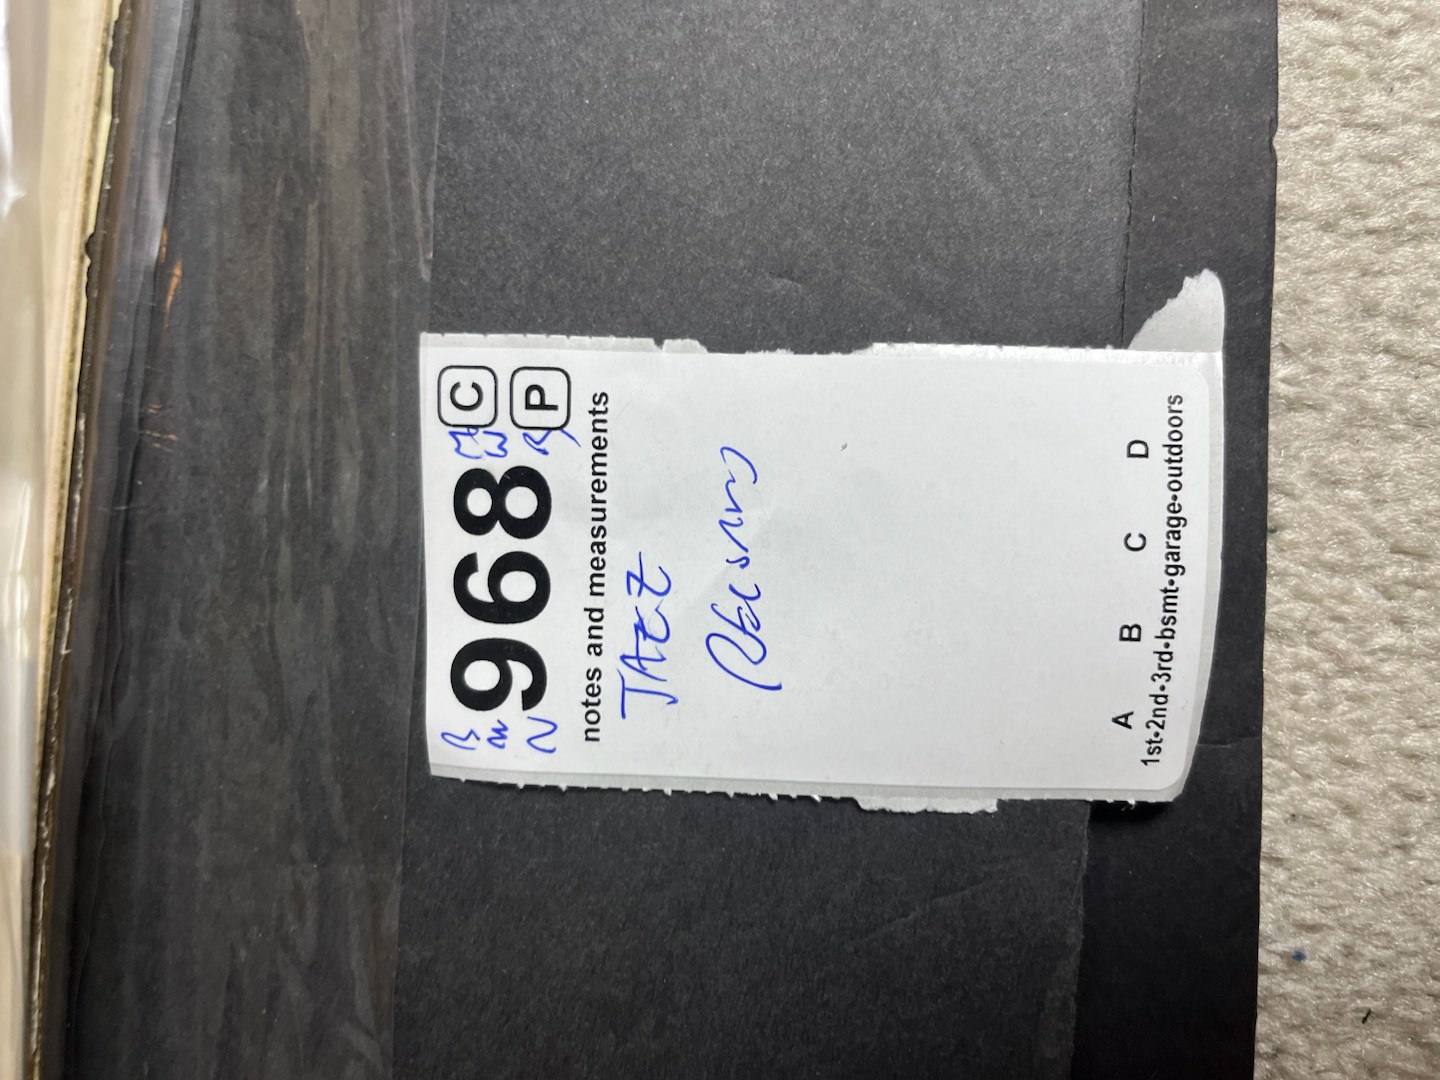 968
C
P
notes and measurements
JAZZ
A B C D
1st•2nd•3rd•bsmt•garage•outdoors